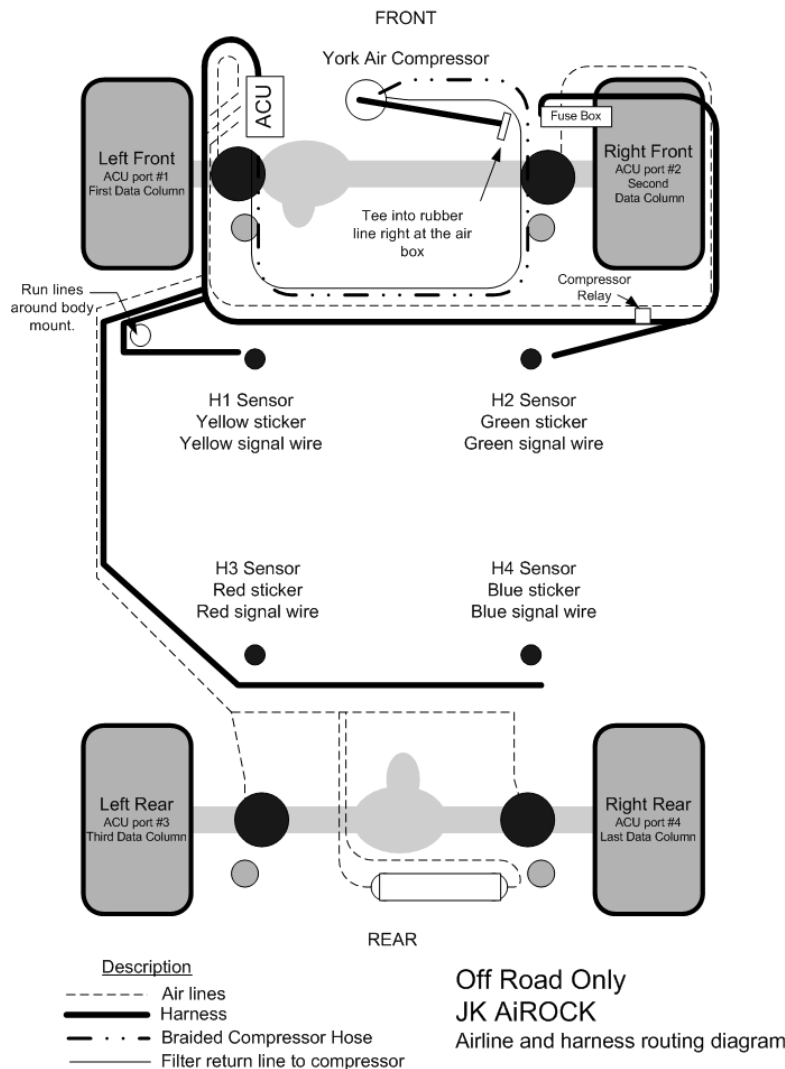 FRONT
York Air Compressor
ACU
Fuse Box
Left Front
ACU port #1
First Data Column
Right Front
ACU port #2
Second
Data Column
Tee into rubber
line right at the air
box
Run lines
around body
mount.
Compressor
Relay
H1 Sensor
Yellow sticker
Yellow signal wire
H2 Sensor
Green sticker
Green signal wire
H3 Sensor
Red sticker
Red signal wire
H4 Sensor
Blue sticker
Blue signal wire
Left Rear
ACU port #3
Third Data Column
Right Rear
ACU port #4
Last Data Column
REAR
Description
Air lines
Harness
Braided Compressor Hose
Filter return line to compressor
Off Road Only
JK AiROCK
Airline and harness routing diagram